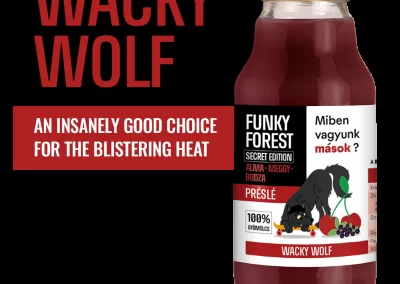 WACKY
WOLF
AN INSANELY GOOD CHOICE
FOR THE BLISTERING HEAT
FUNKY
FOREST
SECRET EDITION
ALMA-MEGGY-
BODZA
PRÉSLÉ
100%
GYÜMÖLCS
WACKY WOLF
Miben
vagyunk
mások?